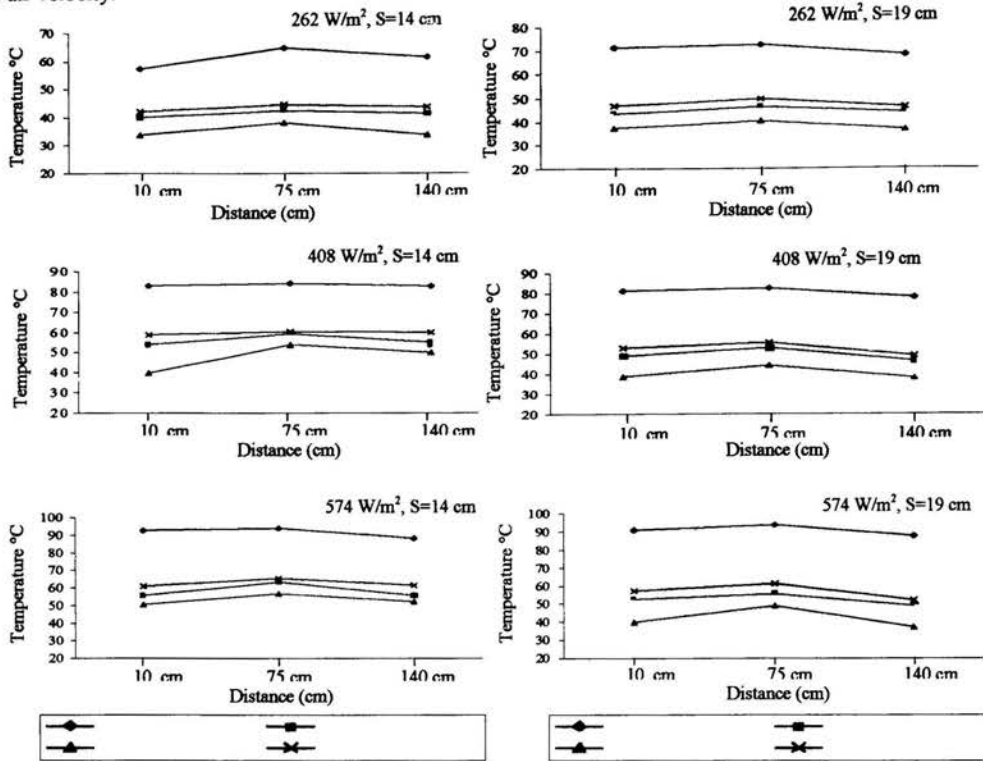 262 W/m², S=14 cm
Temperature °C
70
60
50
40
30
20
10 cm
75 cm
140 cm
Distance (cm)
262 W/m², S=19 cm
Temperature °C
80
70
60
50
40
30
20
10 cm
75 cm
140 cm
Distance (cm)
408 W/m², S=14 cm
Temperature °C
90
80
70
60
50
40
30
20
10 cm
75 cm
140 cm
Distance (cm)
408 W/m², S=19 cm
Temperature °C
90
80
70
60
50
40
30
20
10 cm
75 cm
140 cm
Distance (cm)
574 W/m², S=14 cm
Temperature °C
100
90
80
70
60
50
40
30
20
10 cm
75 cm
140 cm
Distance (cm)
574 W/m², S=19 cm
Temperature °C
100
90
80
70
60
50
40
30
20
10 cm
75 cm
140 cm
Distance (cm)